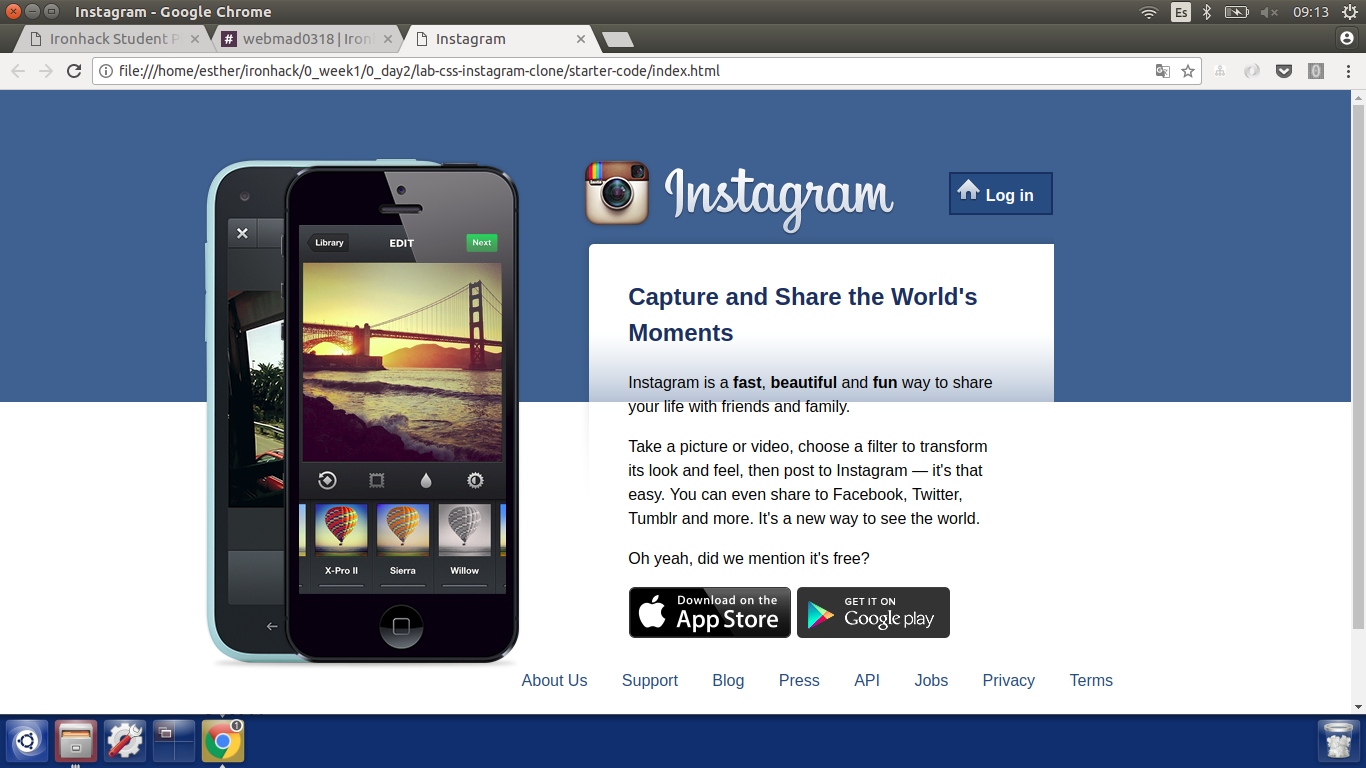 Instagram - Google Chrome
Es
09:13
Ironhack Student P
webmad0318 | Iron
Instagram
file:///home/esther/ironhack/0_week1/0_day2/lab-css-instagram-clone/starter-code/index.html
Instagram
Log in
Library
EDIT
Next
X-Pro II
Sierra
Willow
Capture and Share the World's
Moments
Instagram is a fast, beautiful and fun way to share
your life with friends and family.
Take a picture or video, choose a filter to transform
its look and feel, then post to Instagram — it's that
easy. You can even share to Facebook, Twitter,
Tumblr and more. It's a new way to see the world.
Oh yeah, did we mention it's free?
Download on the
App Store
GET IT ON
Google play
About Us
Support
Blog
Press
API
Jobs
Privacy
Terms
1